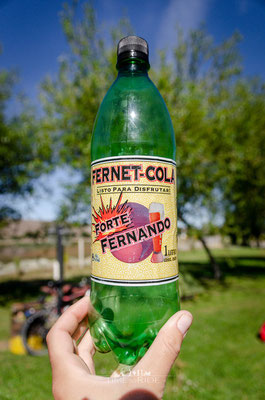 FERNET-COLA
LISTO PARA DISFRUTAR
FORTE
FERNANDO